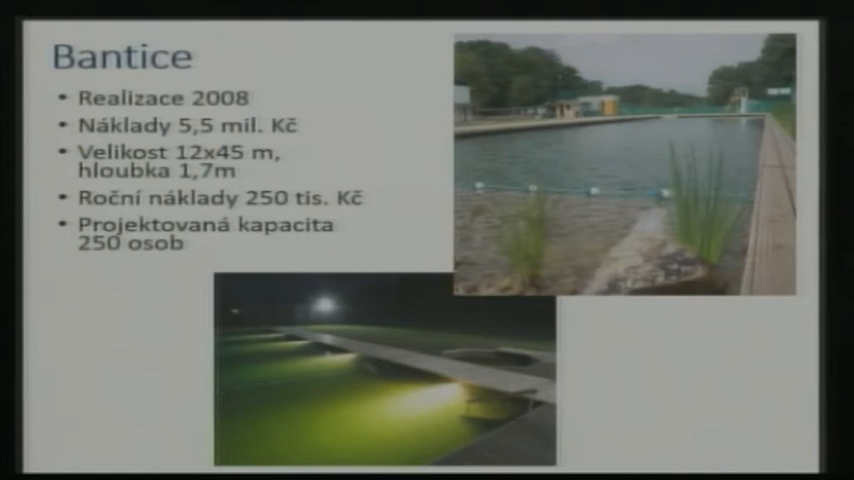 Bantice
• Realizace 2008
• Náklady 5,5 mil. Kč
• Velikost 12x45 m,
hloubka 1,7m
• Roční náklady 250 tis. Kč
• Projektovaná kapacita
250 osob